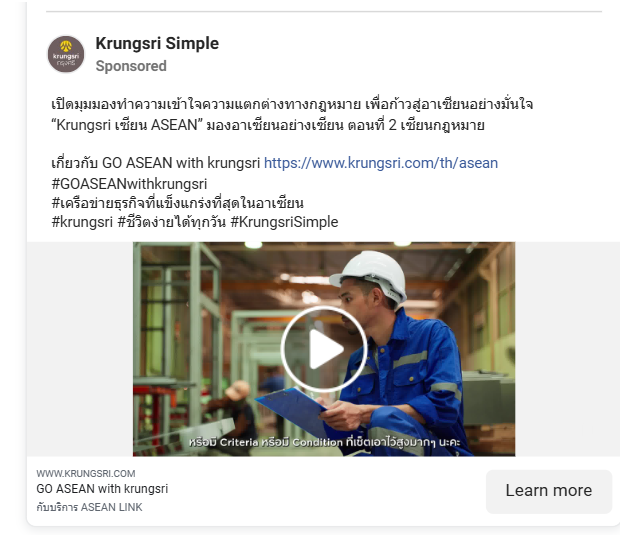 krungsri
กรุงศรี
Krungsri Simple
Sponsored
เปิดมุมมองทำความเข้าใจความแตกต่างทางกฎหมาย เพื่อก้าวสู่อาเซียนอย่างมั่นใจ
“Krungsri เซียน ASEAN” มองอาเซียนอย่างเซียน ตอนที่ 2 เซียนกฎหมาย
เกี่ยวกับ GO ASEAN with krungsri https://www.krungsri.com/th/asean
#GOASEANwithkrungsri
#เครือข่ายธุรกิจที่แข็งแกร่งที่สุดในอาเซียน
#krungsri #ชีวิตง่ายได้ทุกวัน #KrungsriSimple
หรือมี Criteria หรือมี Condition ที่เซ็ตเอาไว้สูงมากๆ นะคะ
WWW.KRUNGSRI.COM
GO ASEAN with krungsri
กับบริการ ASEAN LINK
Learn more